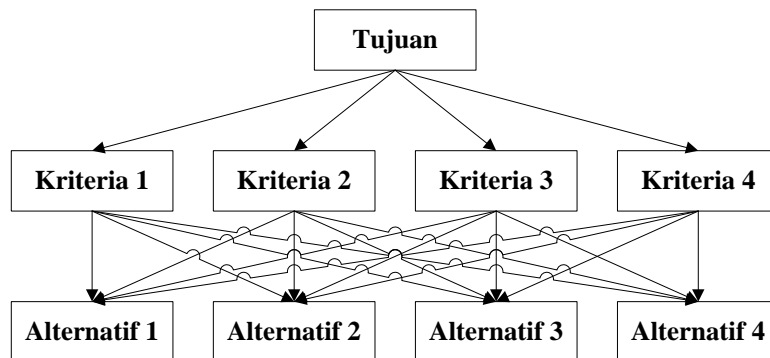 Tujuan
Kriteria 1
Kriteria 2
Kriteria 3
Kriteria 4
Alternatif 1
Alternatif 2
Alternatif 3
Alternatif 4